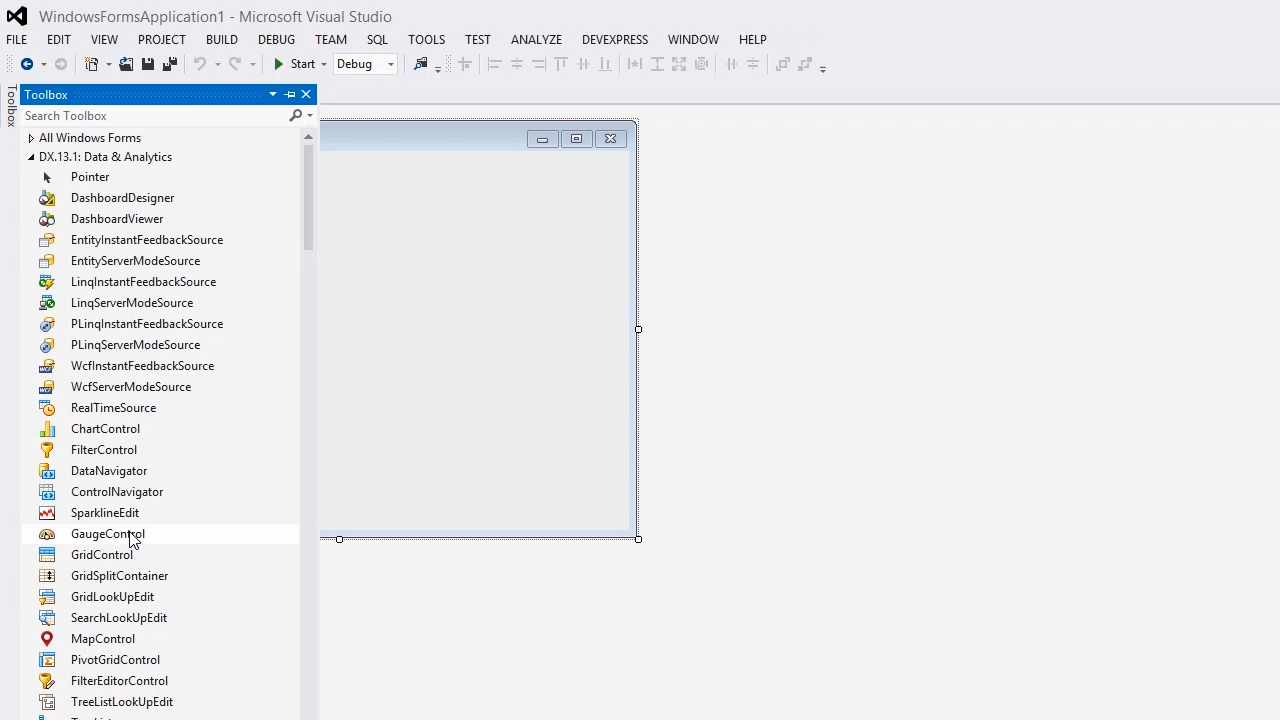 WindowsFormsApplication1 - Microsoft Visual Studio
FILE EDIT VIEW PROJECT BUILD DEBUG TEAM SQL TOOLS TEST ANALYZE DEVEXPRESS WINDOW HELP
Start Debug
Toolbox
Toolbox
Search Toolbox
All Windows Forms
DX.13.1: Data & Analytics
Pointer
DashboardDesigner
DashboardViewer
EntityInstantFeedbackSource
EntityServerModeSource
LinqInstantFeedbackSource
LinqServerModeSource
PLinqInstantFeedbackSource
PLinqServerModeSource
WcfInstantFeedbackSource
WcfServerModeSource
RealTimeSource
ChartControl
FilterControl
DataNavigator
ControlNavigator
SparklineEdit
GaugeControl
GridControl
GridSplitContainer
GridLookUpEdit
SearchLookUpEdit
MapControl
PivotGridControl
FilterEditorControl
TreeListLookUpEdit